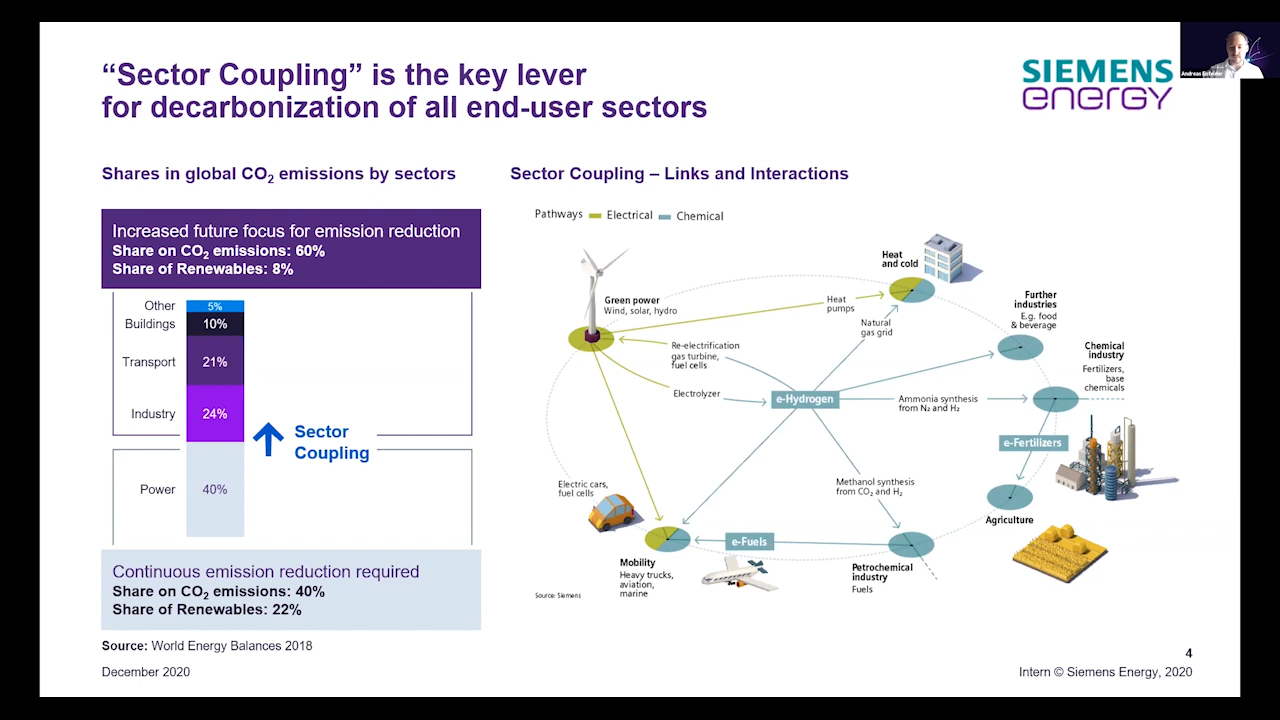 “Sector Coupling” is the key lever
for decarbonization of all end-user sectors
SIEMENS
energy
Shares in global CO₂ emissions by sectors
Increased future focus for emission reduction
Share on CO₂ emissions: 60%
Share of Renewables: 8%
Other 5%
Buildings 10%
Transport 21%
Industry 24%
Sector
Coupling
Power 40%
Continuous emission reduction required
Share on CO₂ emissions: 40%
Share of Renewables: 22%
Source: World Energy Balances 2018
December 2020
Sector Coupling – Links and Interactions
Pathways Electrical Chemical
Green power
Wind, solar, hydro
Heat
and cold
Heat
pumps
Natural
gas grid
Further
industries
E.g. food
& beverage
Re-electrification
gas turbine,
fuel cells
Chemical
industry
Fertilizers,
base
chemicals
Electrolyzer
e-Hydrogen
Ammonia synthesis
from N₂ and H₂
e-Fertilizers
Electric cars,
fuel cells
Methanol synthesis
from CO₂ and H₂
Agriculture
e-Fuels
Mobility
Heavy trucks,
aviation,
marine
Petrochemical
industry
Fuels
Source: Siemens
4
Intern © Siemens Energy, 2020